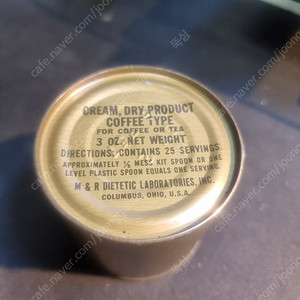 CREAM, DRY PRODUCT
COFFEE TYPE
FOR COFFEE OR TEA
3 OZ. NET WEIGHT
DIRECTIONS: CONTAINS 25 SERVINGS.
APPROXIMATELY ½ MESS KIT SPOON OR ONE
LEVEL PLASTIC SPOON EQUALS ONE SERVING.
M & R DIETETIC LABORATORIES, INC.
COLUMBUS, OHIO, U.S.A.